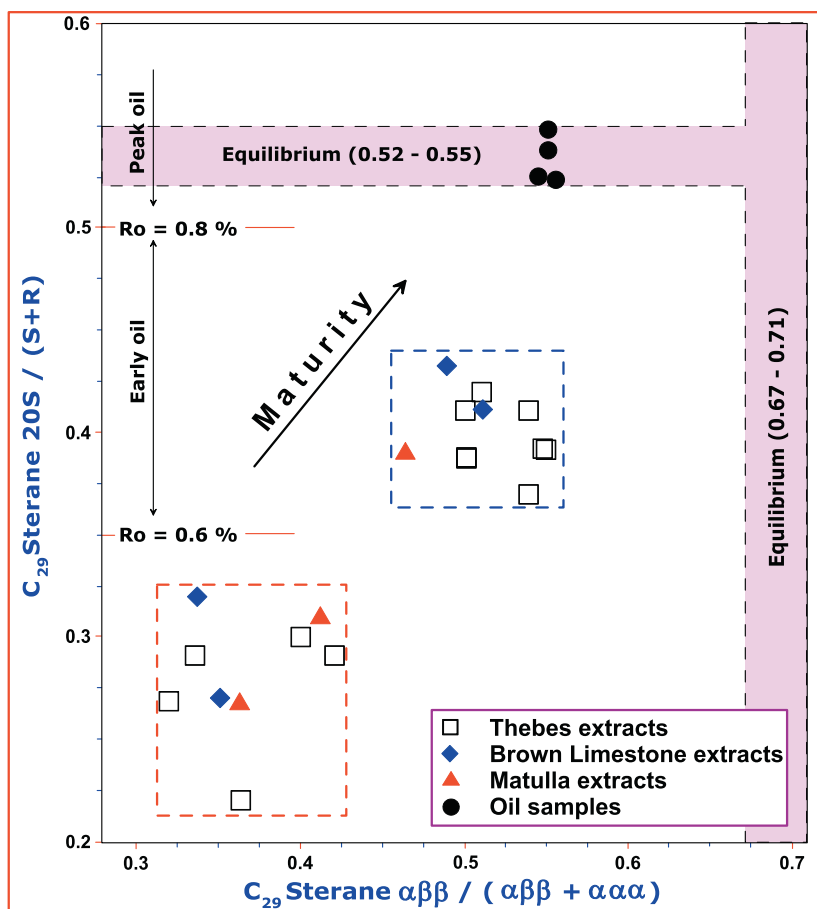 0.6
0.5
0.4
0.3
0.2
C29 Sterane 20S / (S+R)
Peak oil
Equilibrium (0.52 - 0.55)
Ro = 0.8 %
Early oil
Maturity
Ro = 0.6 %
Equilibrium (0.67 - 0.71)
Thebes extracts
Brown Limestone extracts
Matulla extracts
Oil samples
0.3
0.4
0.5
0.6
0.7
C29 Sterane αββ / ( αββ + ααα)